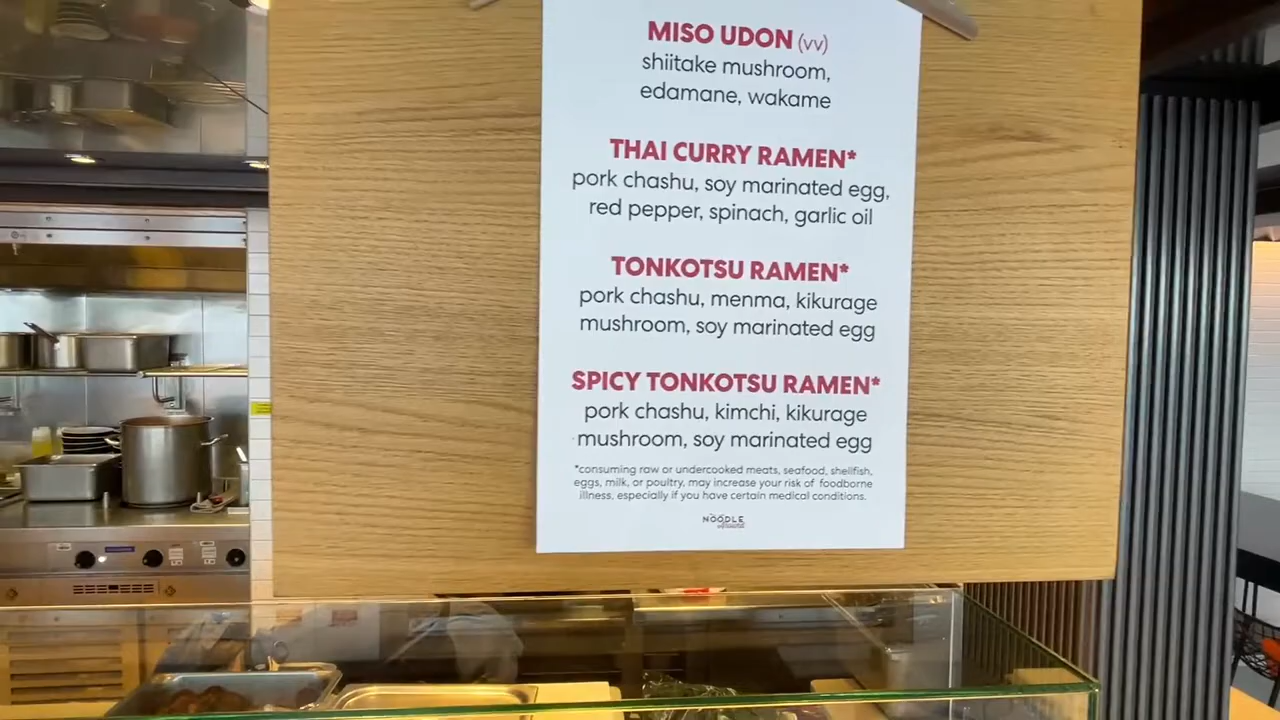 MISO UDON (vv)
shiitake mushroom,
edamane, wakame
THAI CURRY RAMEN*
pork chashu, soy marinated egg,
red pepper, spinach, garlic oil
TONKOTSU RAMEN*
pork chashu, menma, kikurage
mushroom, soy marinated egg
SPICY TONKOTSU RAMEN*
pork chashu, kimchi, kikurage
mushroom, soy marinated egg
*consuming raw or undercooked meats, seafood, shellfish,
eggs, milk, or poultry, may increase your risk of foodborne
illness, especially if you have certain medical conditions.
NOODLE